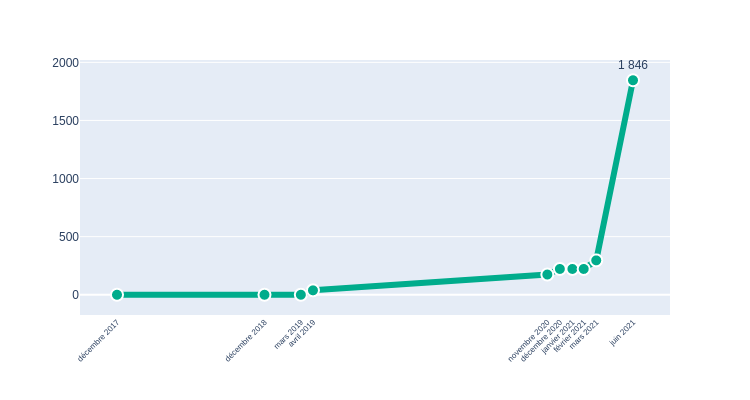 2000
1 846
1500
1000
500
0
décembre 2017
décembre 2018
mars 2019
avril 2019
novembre 2020
décembre 2020
janvier 2021
février 2021
mars 2021
juin 2021